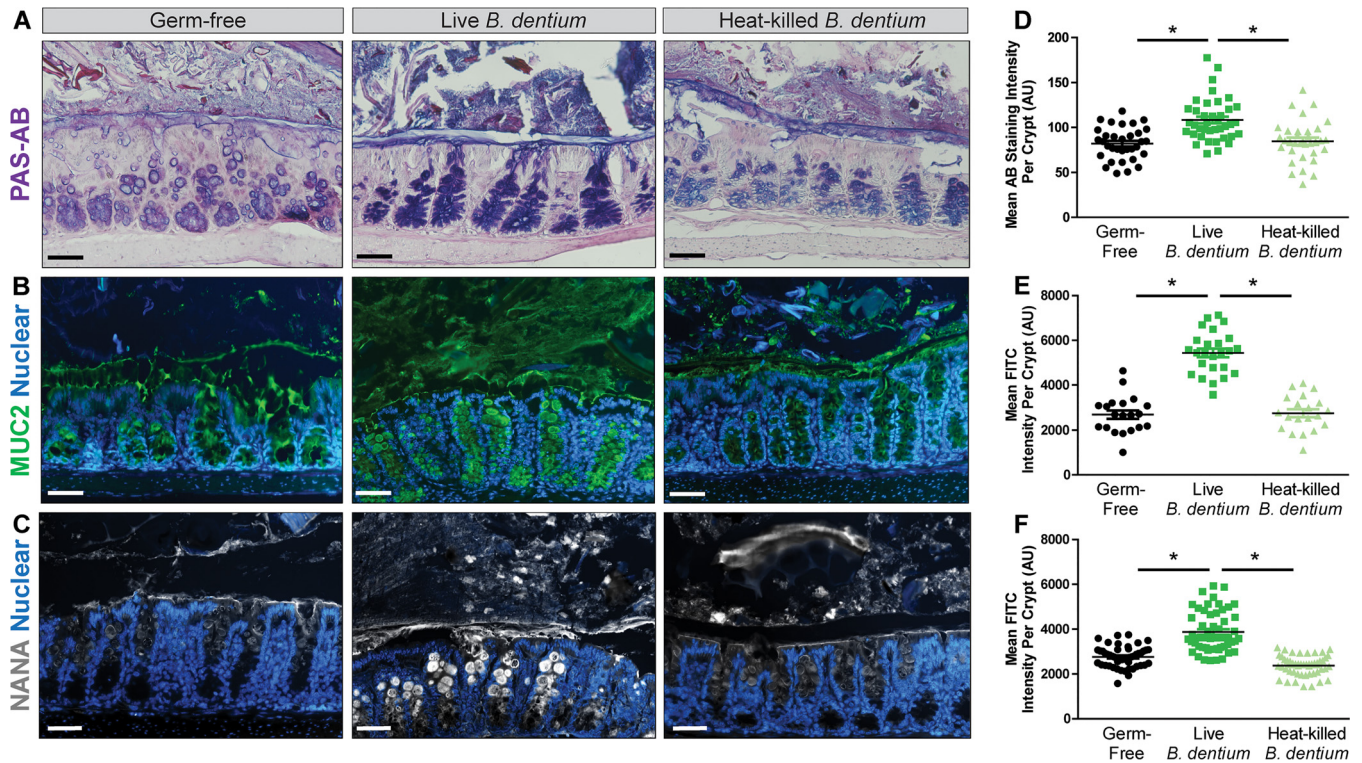 A
Germ-free
Live B. dentium
Heat-killed B. dentium
PAS-AB
B
MUC2 Nuclear
C
NANA Nuclear
D
Mean AB Staining Intensity
Per Crypt (AU)
200
150
100
50
0
*
*
Germ-
Free
Live
B. dentium
Heat-killed
B. dentium
E
Mean FITC
Intensity Per Crypt (AU)
8000
6000
4000
2000
0
*
*
Germ-
Free
Live
B. dentium
Heat-killed
B. dentium
F
Mean FITC
Intensity Per Crypt (AU)
8000
6000
4000
2000
0
*
*
Germ-
Free
Live
B. dentium
Heat-killed
B. dentium